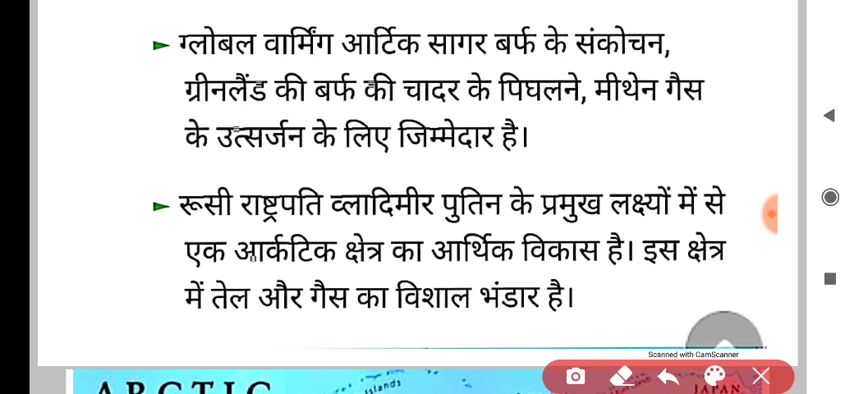 ग्लोबल वार्मिंग आर्टिक सागर बर्फ के संकोचन,
ग्रीनलैंड की बर्फ की चादर के पिघलने, मीथेन गैस
के उत्सर्जन के लिए जिम्मेदार है।
रूसी राष्ट्रपति व्लादिमीर पुतिन के प्रमुख लक्ष्यों में से
एक आर्कटिक क्षेत्र का आर्थिक विकास है। इस क्षेत्र
में तेल और गैस का विशाल भंडार है।
Scanned with CamScanner
ARCTIC
Islands
JAPAN